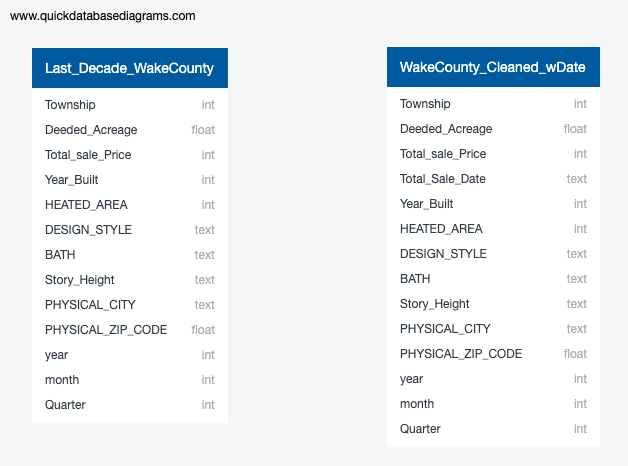 www.quickdatabasediagrams.com
Last_Decade_WakeCounty
Township int
Deeded_Acreage float
Total_sale_Price int
Year_Built int
HEATED_AREA int
DESIGN_STYLE text
BATH text
Story_Height text
PHYSICAL_CITY text
PHYSICAL_ZIP_CODE float
year int
month int
Quarter int
WakeCounty_Cleaned_wDate
Township int
Deeded_Acreage float
Total_sale_Price int
Total_Sale_Date text
Year_Built int
HEATED_AREA int
DESIGN_STYLE text
BATH text
Story_Height text
PHYSICAL_CITY text
PHYSICAL_ZIP_CODE float
year int
month int
Quarter int